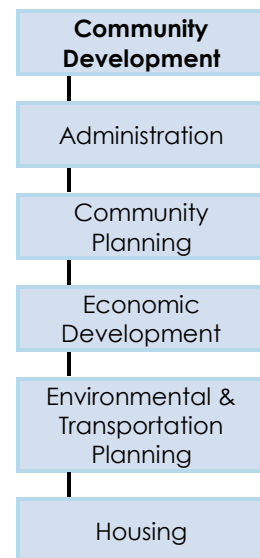 Community
Development
Administration
Community
Planning
Economic
Development
Environmental &
Transportation
Planning
Housing